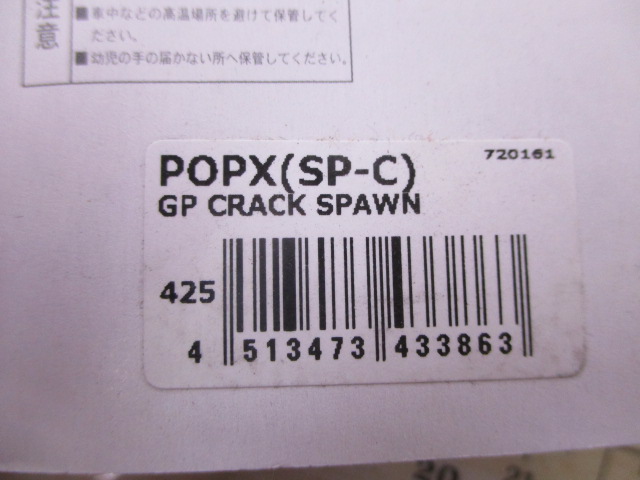 注意
■車中などの高温場所を避けて保管してく
ださい。
■幼児の手の届かない所へ保管してください。
POPX(SP-C)
720161
GP CRACK SPAWN
425
4 513473 433863
20